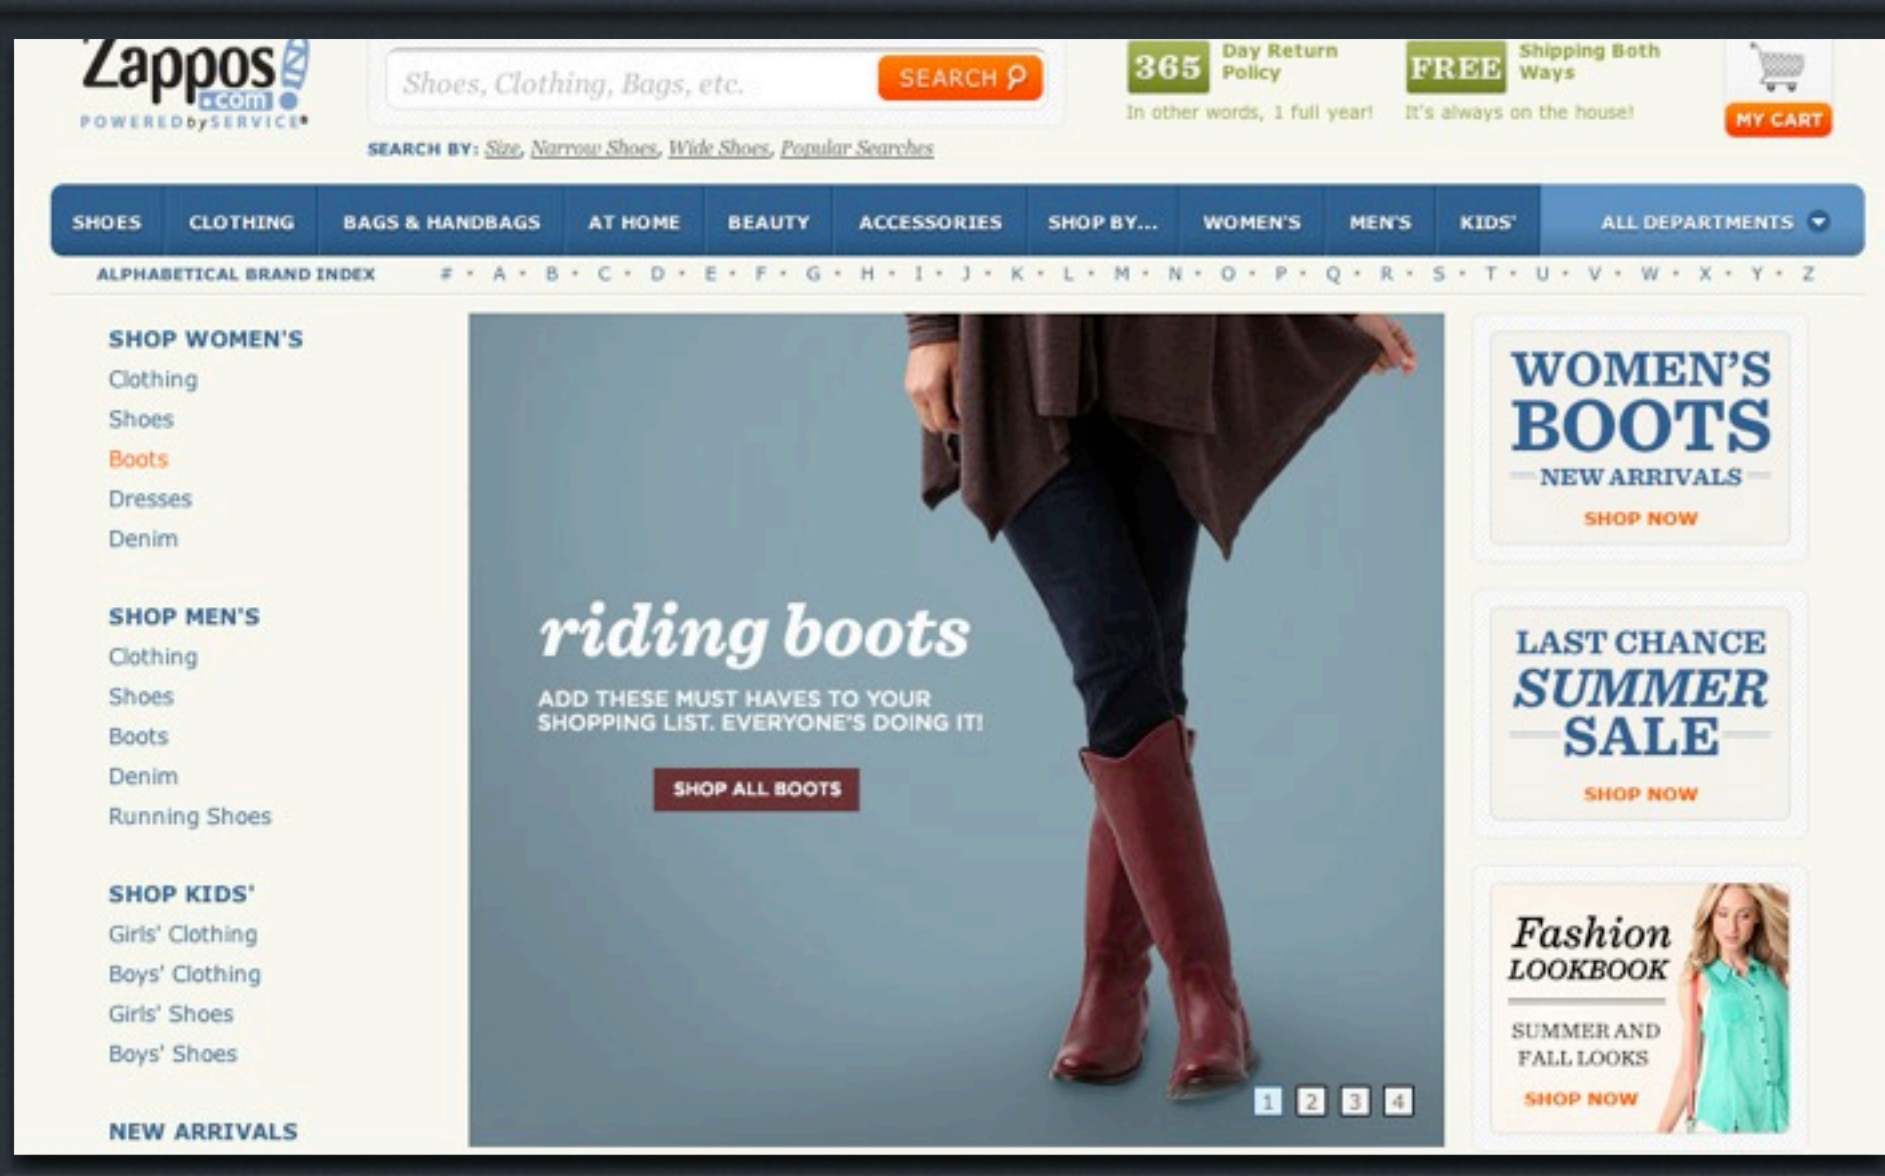 Zappos
.com
POWERED by SERVICE®
Shoes, Clothing, Bags, etc.
SEARCH
365 Day Return Policy
In other words, 1 full year!
FREE Shipping Both Ways
It's always on the house!
MY CART
SEARCH BY: Size, Narrow Shoes, Wide Shoes, Popular Searches
SHOES CLOTHING BAGS & HANDBAGS AT HOME BEAUTY ACCESSORIES SHOP BY... WOMEN'S MEN'S KIDS' ALL DEPARTMENTS
ALPHABETICAL BRAND INDEX # • A • B • C • D • E • F • G • H • I • J • K • L • M • N • O • P • Q • R • S • T • U • V • W • X • Y • Z
SHOP WOMEN'S
Clothing
Shoes
Boots
Dresses
Denim
SHOP MEN'S
Clothing
Shoes
Boots
Denim
Running Shoes
SHOP KIDS'
Girls' Clothing
Boys' Clothing
Girls' Shoes
Boys' Shoes
NEW ARRIVALS
riding boots
ADD THESE MUST HAVES TO YOUR
SHOPPING LIST. EVERYONE'S DOING IT!
SHOP ALL BOOTS
1 2 3 4
WOMEN'S
BOOTS
NEW ARRIVALS
SHOP NOW
LAST CHANCE
SUMMER
SALE
SHOP NOW
Fashion
LOOKBOOK
SUMMER AND
FALL LOOKS
SHOP NOW